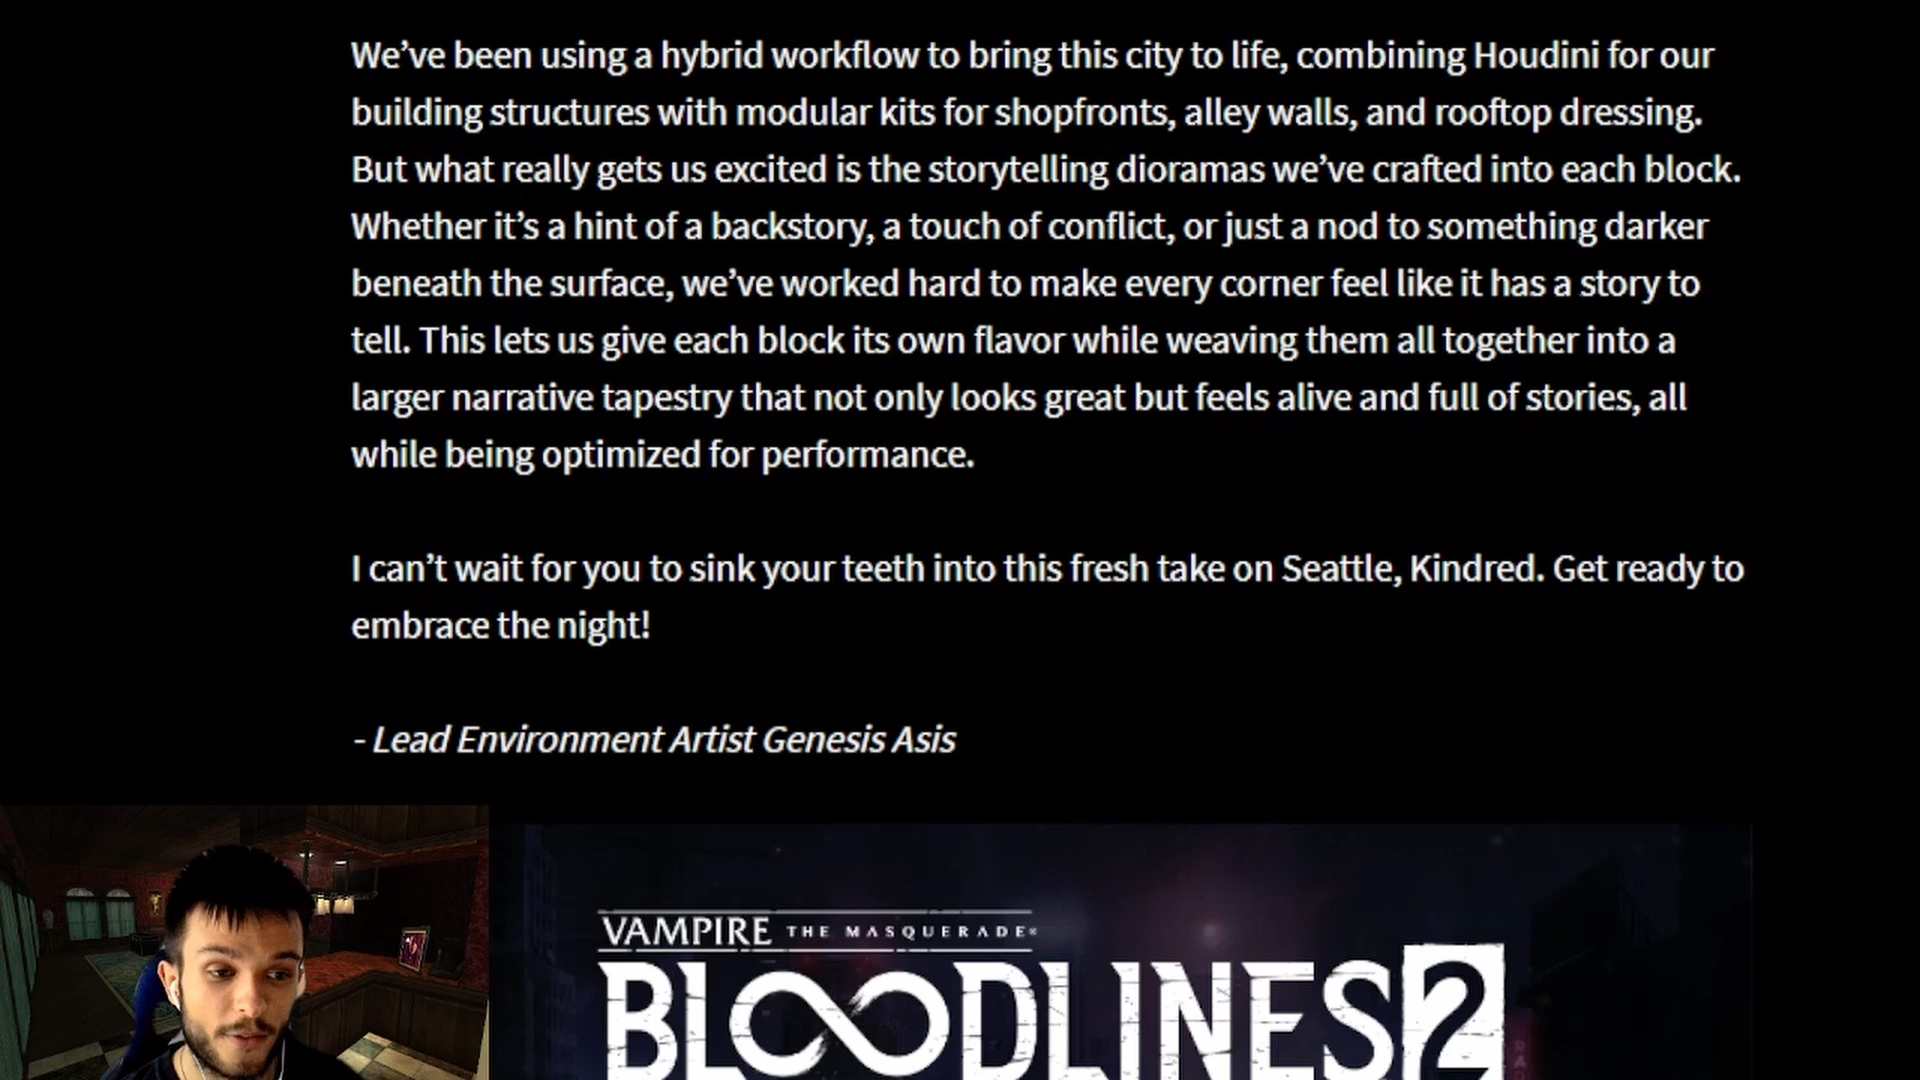 We’ve been using a hybrid workflow to bring this city to life, combining Houdini for our
building structures with modular kits for shopfronts, alley walls, and rooftop dressing.
But what really gets us excited is the storytelling dioramas we’ve crafted into each block.
Whether it’s a hint of a backstory, a touch of conflict, or just a nod to something darker
beneath the surface, we’ve worked hard to make every corner feel like it has a story to
tell. This lets us give each block its own flavor while weaving them all together into a
larger narrative tapestry that not only looks great but feels alive and full of stories, all
while being optimized for performance.
I can’t wait for you to sink your teeth into this fresh take on Seattle, Kindred. Get ready to
embrace the night!
- Lead Environment Artist Genesis Asis
VAMPIRE THE MASQUERADE®
BLOODLINES 2